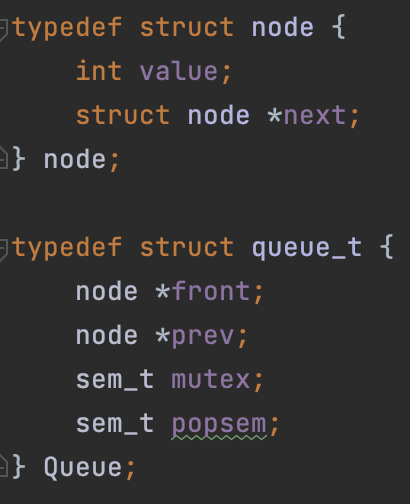 typedef struct node {
    int value;
    struct node *next;
} node;

typedef struct queue_t {
    node *front;
    node *prev;
    sem_t mutex;
    sem_t popsem;
} Queue;